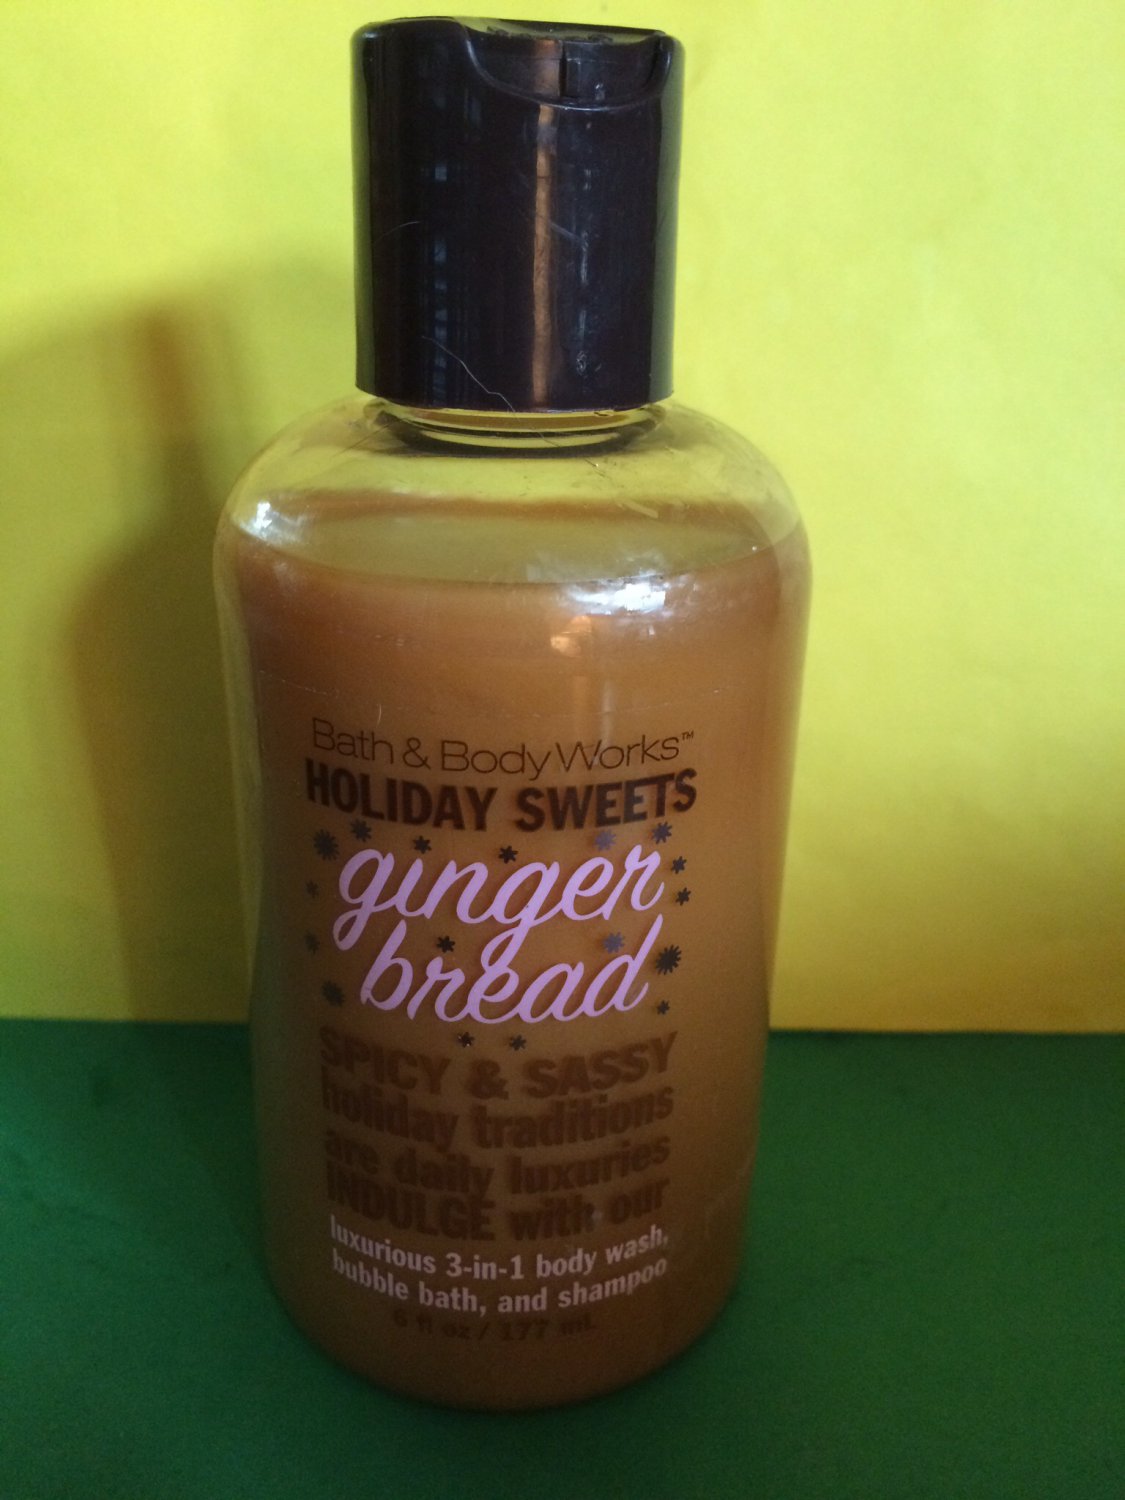 Bath & Body Works™
HOLIDAY SWEETS
ginger
bread
SPICY & SASSY
holiday traditions
are daily luxuries
INDULGE with our
luxurious 3-in-1 body wash,
bubble bath, and shampoo
6 fl oz / 177 mL